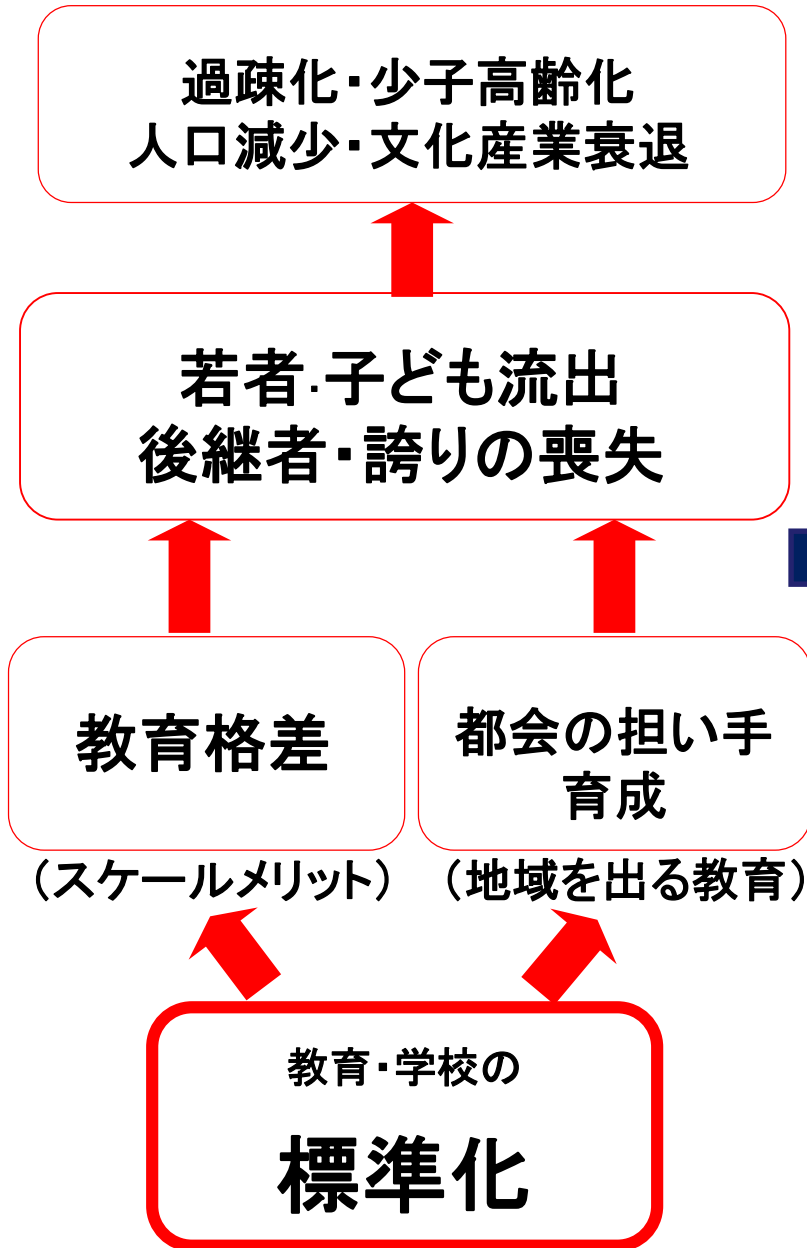 過疎化・少子高齢化
人口減少・文化産業衰退
若者.子ども流出
後継者・誇りの喪失
教育格差
都会の担い手
育成
（スケールメリット）
（地域を出る教育）
教育・学校の
標準化